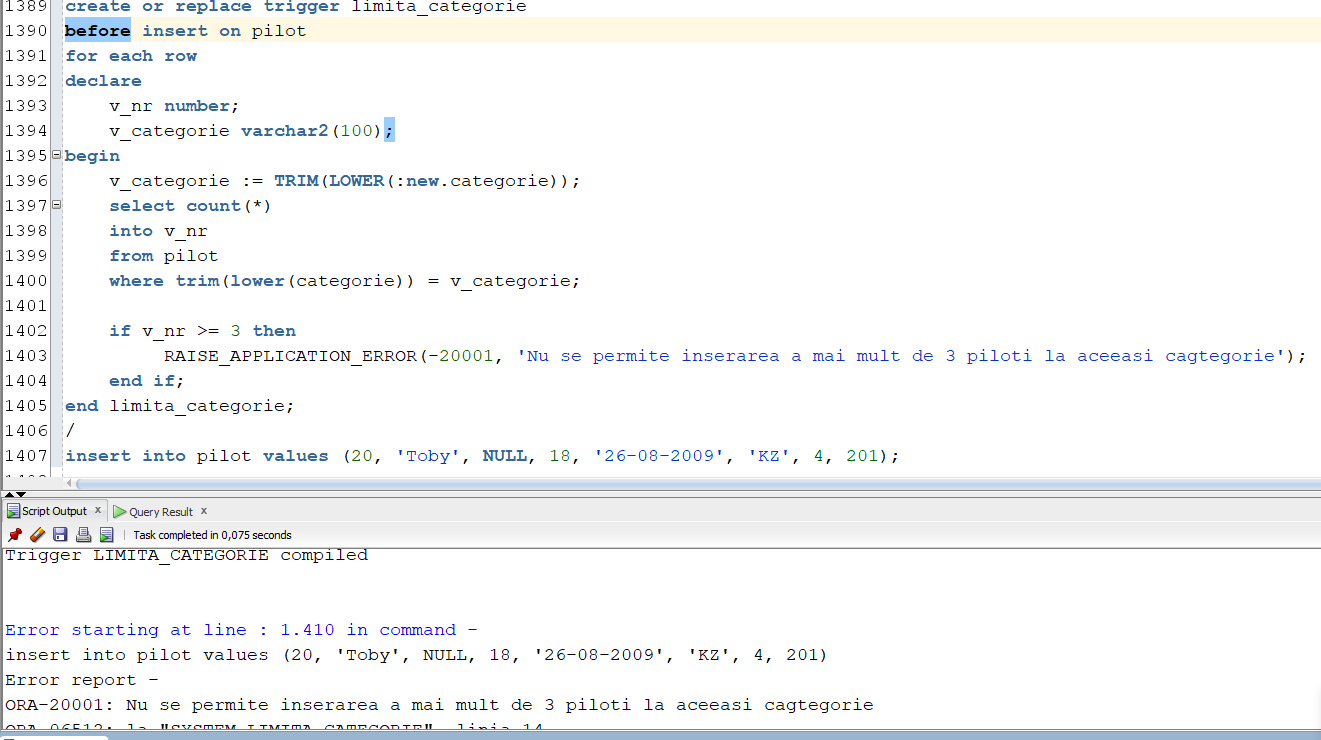 1389 create or replace trigger limita_categorie
1390 before insert on pilot
1391 for each row
1392 declare
1393 v_nr number;
1394 v_categorie varchar2(100);
1395 begin
1396 v_categorie := TRIM(LOWER(:new.categorie));
1397 select count(*)
1398 into v_nr
1399 from pilot
1400 where trim(lower(categorie)) = v_categorie;
1401
1402 if v_nr >= 3 then
1403 RAISE_APPLICATION_ERROR(-20001, 'Nu se permite inserarea a mai mult de 3 piloti la aceeasi cagtegorie');
1404 end if;
1405 end limita_categorie;
1406 /
1407 insert into pilot values (20, 'Toby', NULL, 18, '26-08-2009', 'KZ', 4, 201);
Script Output x Query Result x
Task completed in 0,075 seconds
Trigger LIMITA_CATEGORIE compiled
Error starting at line : 1.410 in command -
insert into pilot values (20, 'Toby', NULL, 18, '26-08-2009', 'KZ', 4, 201)
Error report -
ORA-20001: Nu se permite inserarea a mai mult de 3 piloti la aceeasi cagtegorie
ORA-06512: la "SYSTEM.LIMITA_CATEGORIE", linia 14